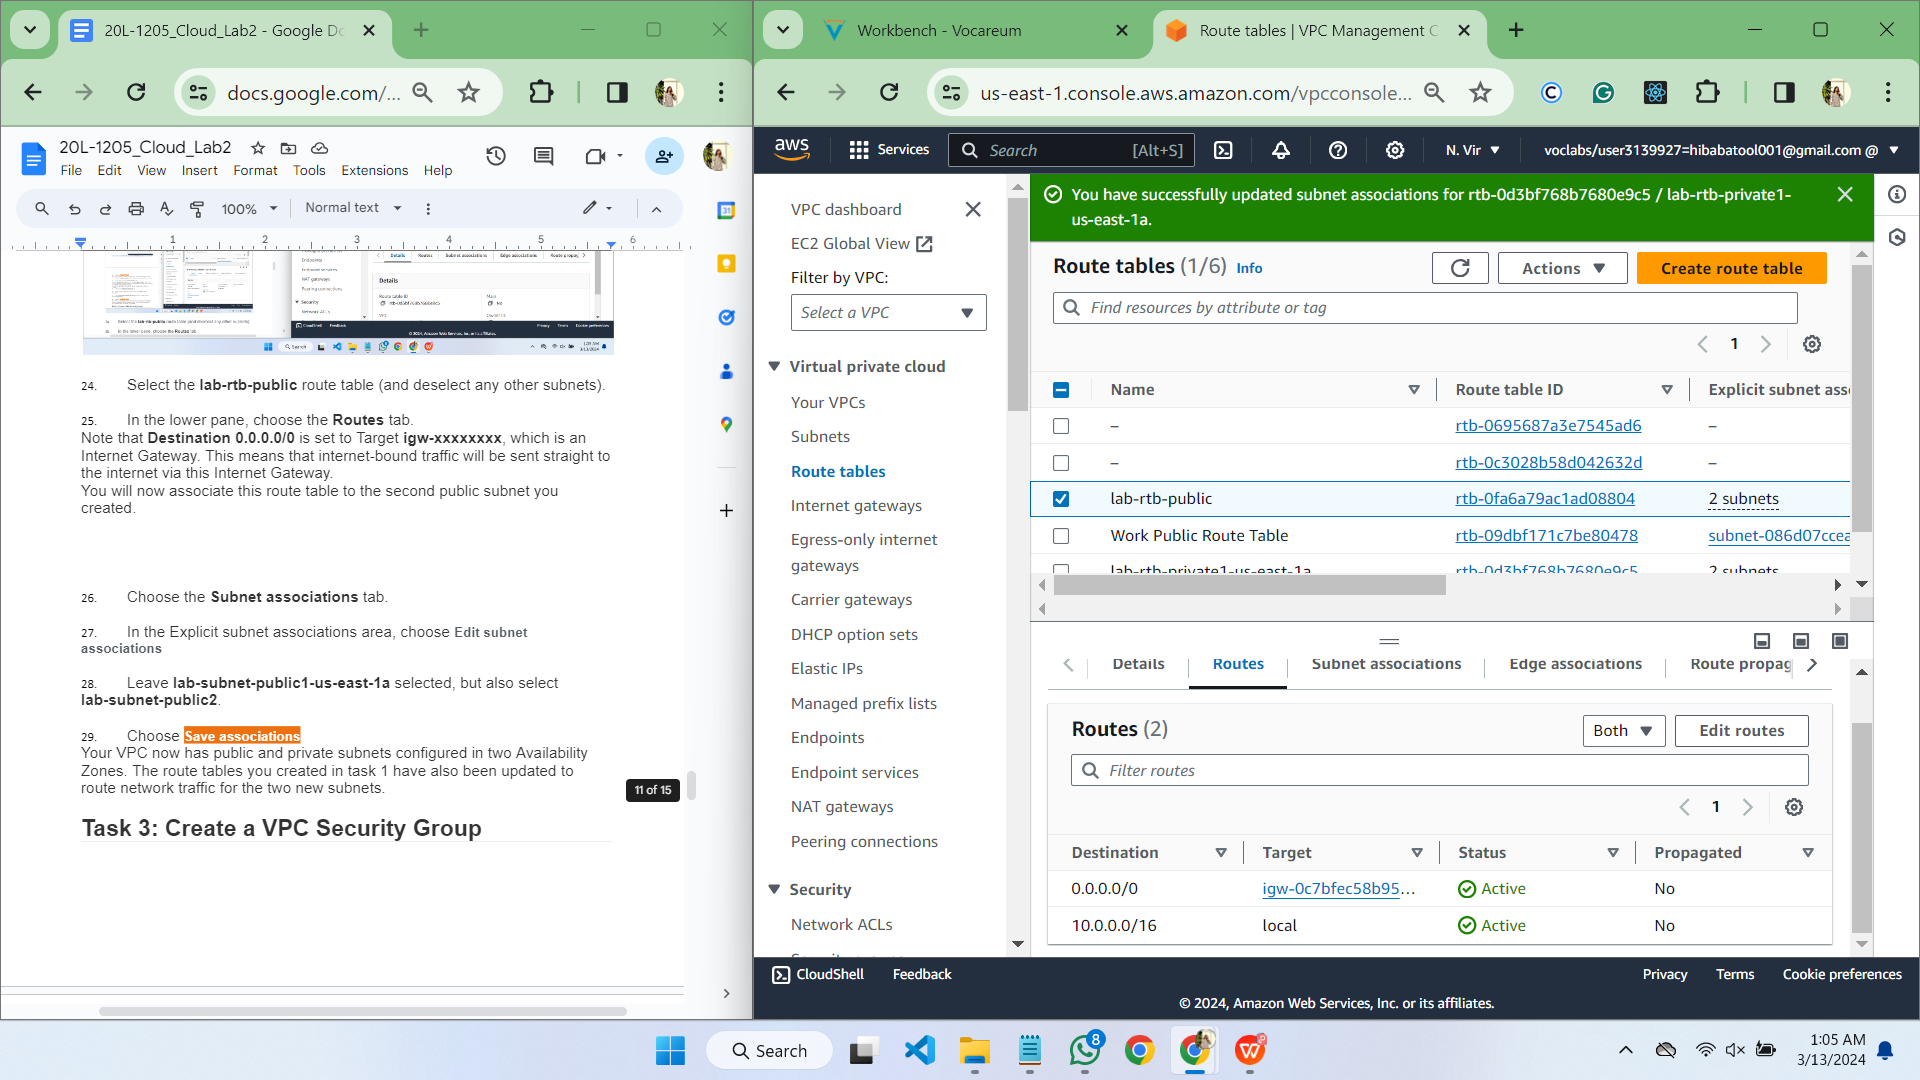 20L-1205_Cloud_Lab2 - Google Do
docs.google.com/...
20L-1205_Cloud_Lab2
File Edit View Insert Format Tools Extensions Help
100% Normal text
1 2 3 4 5 6
24. Select the lab-rtb-public route table (and deselect any other subnets).
25. In the lower pane, choose the Routes tab.
Note that Destination 0.0.0.0/0 is set to Target igw-xxxxxxxx, which is an
Internet Gateway. This means that internet-bound traffic will be sent straight to
the internet via this Internet Gateway.
You will now associate this route table to the second public subnet you
created.
26. Choose the Subnet associations tab.
27. In the Explicit subnet associations area, choose Edit subnet
associations
28. Leave lab-subnet-public1-us-east-1a selected, but also select
lab-subnet-public2.
29. Choose Save associations
Your VPC now has public and private subnets configured in two Availability
Zones. The route tables you created in task 1 have also been updated to
route network traffic for the two new subnets.
11 of 15
Task 3: Create a VPC Security Group
Workbench - Vocareum
Route tables | VPC Management C
us-east-1.console.aws.amazon.com/vpcconsole...
aws
Services
Search [Alt+S]
N. Vir
voclabs/user3139927=hibabatool001@gmail.com @
VPC dashboard
EC2 Global View
Filter by VPC:
Select a VPC
Virtual private cloud
Your VPCs
Subnets
Route tables
Internet gateways
Egress-only internet
gateways
Carrier gateways
DHCP option sets
Elastic IPs
Managed prefix lists
Endpoints
Endpoint services
NAT gateways
Peering connections
Security
Network ACLs
You have successfully updated subnet associations for rtb-0d3bf768b7680e9c5 / lab-rtb-private1-
us-east-1a.
Route tables (1/6) Info
Actions
Create route table
Find resources by attribute or tag
1
Name Route table ID Explicit subnet ass
– rtb-0695687a3e7545ad6 –
– rtb-0c3028b58d042632d –
lab-rtb-public rtb-0fa6a79ac1ad08804 2 subnets
Work Public Route Table rtb-09dbf171c7be80478 subnet-086d07ccea
lab-rtb-private1-us-east-1a rtb-0d3bf768b7680e9c5 2 subnets
Details Routes Subnet associations Edge associations Route propag
Routes (2)
Both
Edit routes
Filter routes
1
Destination Target Status Propagated
0.0.0.0/0 igw-0c7bfec58b95... Active No
10.0.0.0/16 local Active No
CloudShell Feedback Privacy Terms Cookie preferences
© 2024, Amazon Web Services, Inc. or its affiliates.
Search
8
1:05 AM
3/13/2024